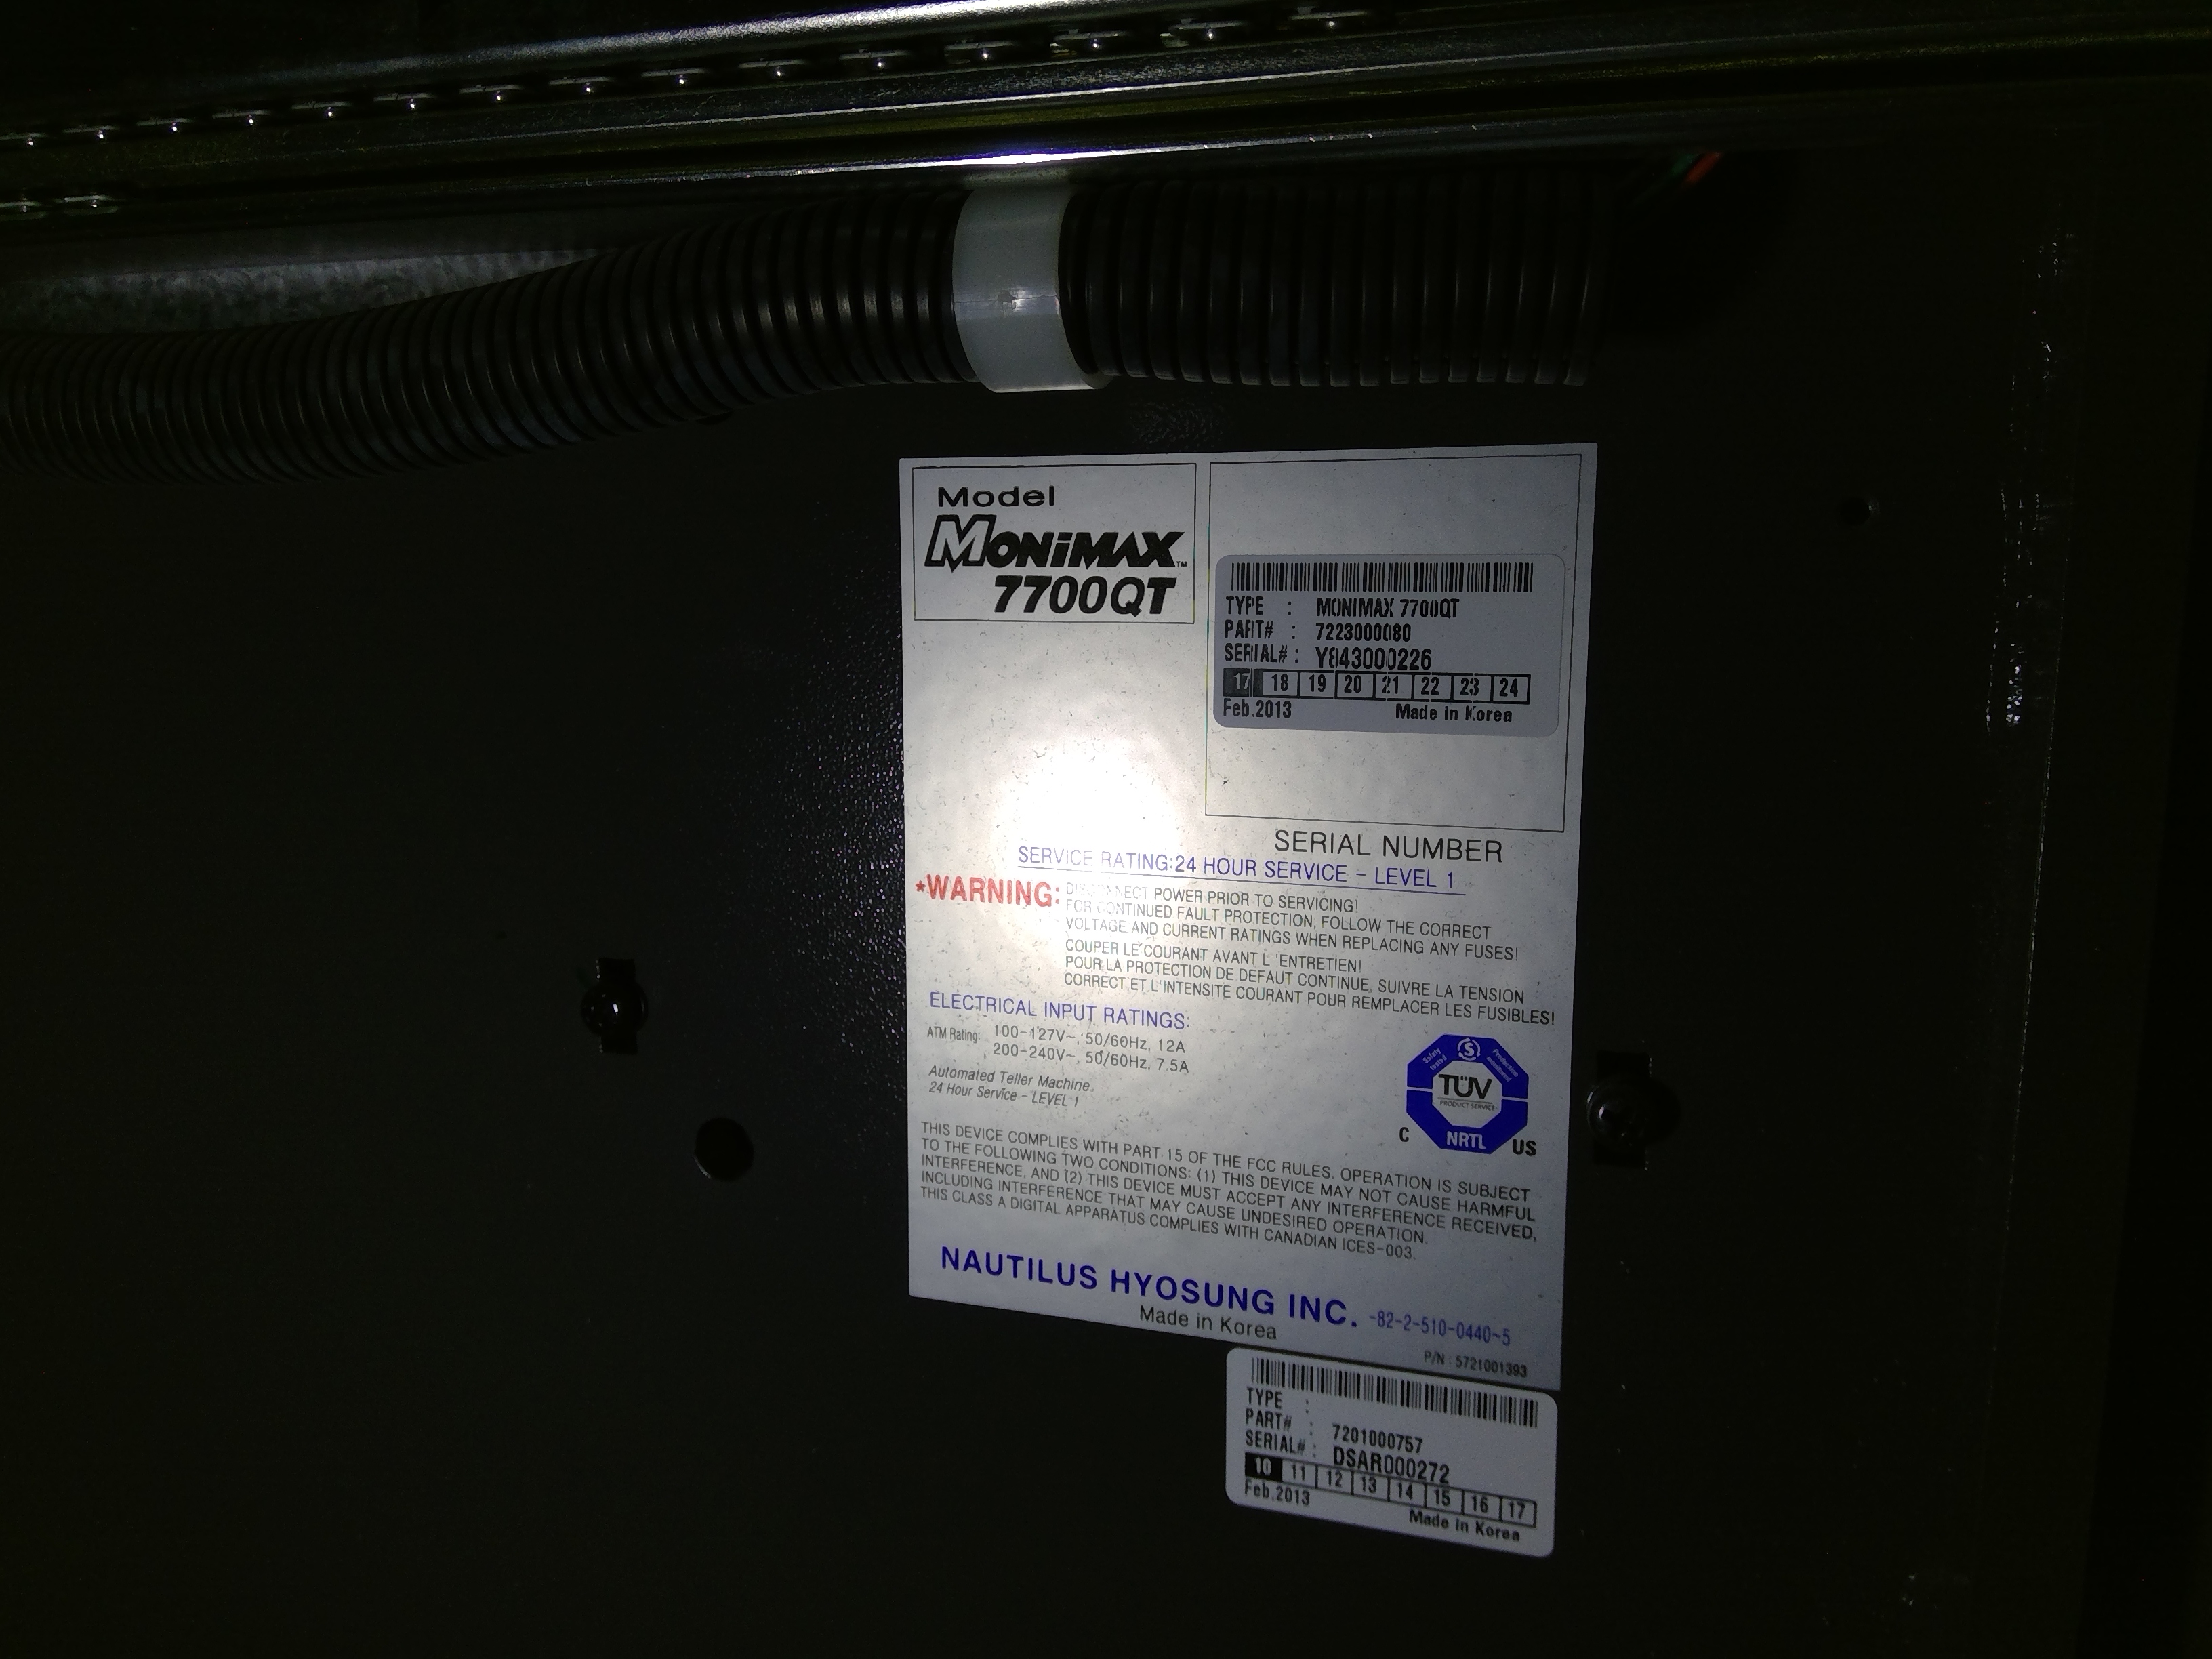 Model
MONiMAX™
7700QT
TYPE : MONIMAX 7700QT
PART# : 7223000080
SERIAL# : Y843000226
17 18 19 20 21 22 23 24
Feb.2013 Made in Korea
SERIAL NUMBER
SERVICE RATING:24 HOUR SERVICE - LEVEL 1
*WARNING: DISCONNECT POWER PRIOR TO SERVICING!
FOR CONTINUED FAULT PROTECTION, FOLLOW THE CORRECT
VOLTAGE AND CURRENT RATINGS WHEN REPLACING ANY FUSES!
COUPER LE COURANT AVANT L'ENTRETIEN!
POUR LA PROTECTION DE DEFAUT CONTINUE, SUIVRE LA TENSION
CORRECT ET L'INTENSITE COURANT POUR REMPLACER LES FUSIBLES!
ELECTRICAL INPUT RATINGS:
ATM Rating: 100-127V~, 50/60Hz, 12A
, 200-240V~, 50/60Hz, 7.5A
Automated Teller Machine.
24 Hour Service - LEVEL 1
Safety tested
Production monitored
TÜV
PRODUCT SERVICE
NRTL
C US
THIS DEVICE COMPLIES WITH PART 15 OF THE FCC RULES. OPERATION IS SUBJECT
TO THE FOLLOWING TWO CONDITIONS: (1) THIS DEVICE MAY NOT CAUSE HARMFUL
INTERFERENCE, AND (2) THIS DEVICE MUST ACCEPT ANY INTERFERENCE RECEIVED,
INCLUDING INTERFERENCE THAT MAY CAUSE UNDESIRED OPERATION.
THIS CLASS A DIGITAL APPARATUS COMPLIES WITH CANADIAN ICES-003.
NAUTILUS HYOSUNG INC. -82-2-510-0440~5
Made in Korea
P/N : 5721001393
TYPE :
PART# : 7201000757
SERIAL# : DSAR000272
10 11 12 13 14 15 16 17
Feb.2013 Made in Korea